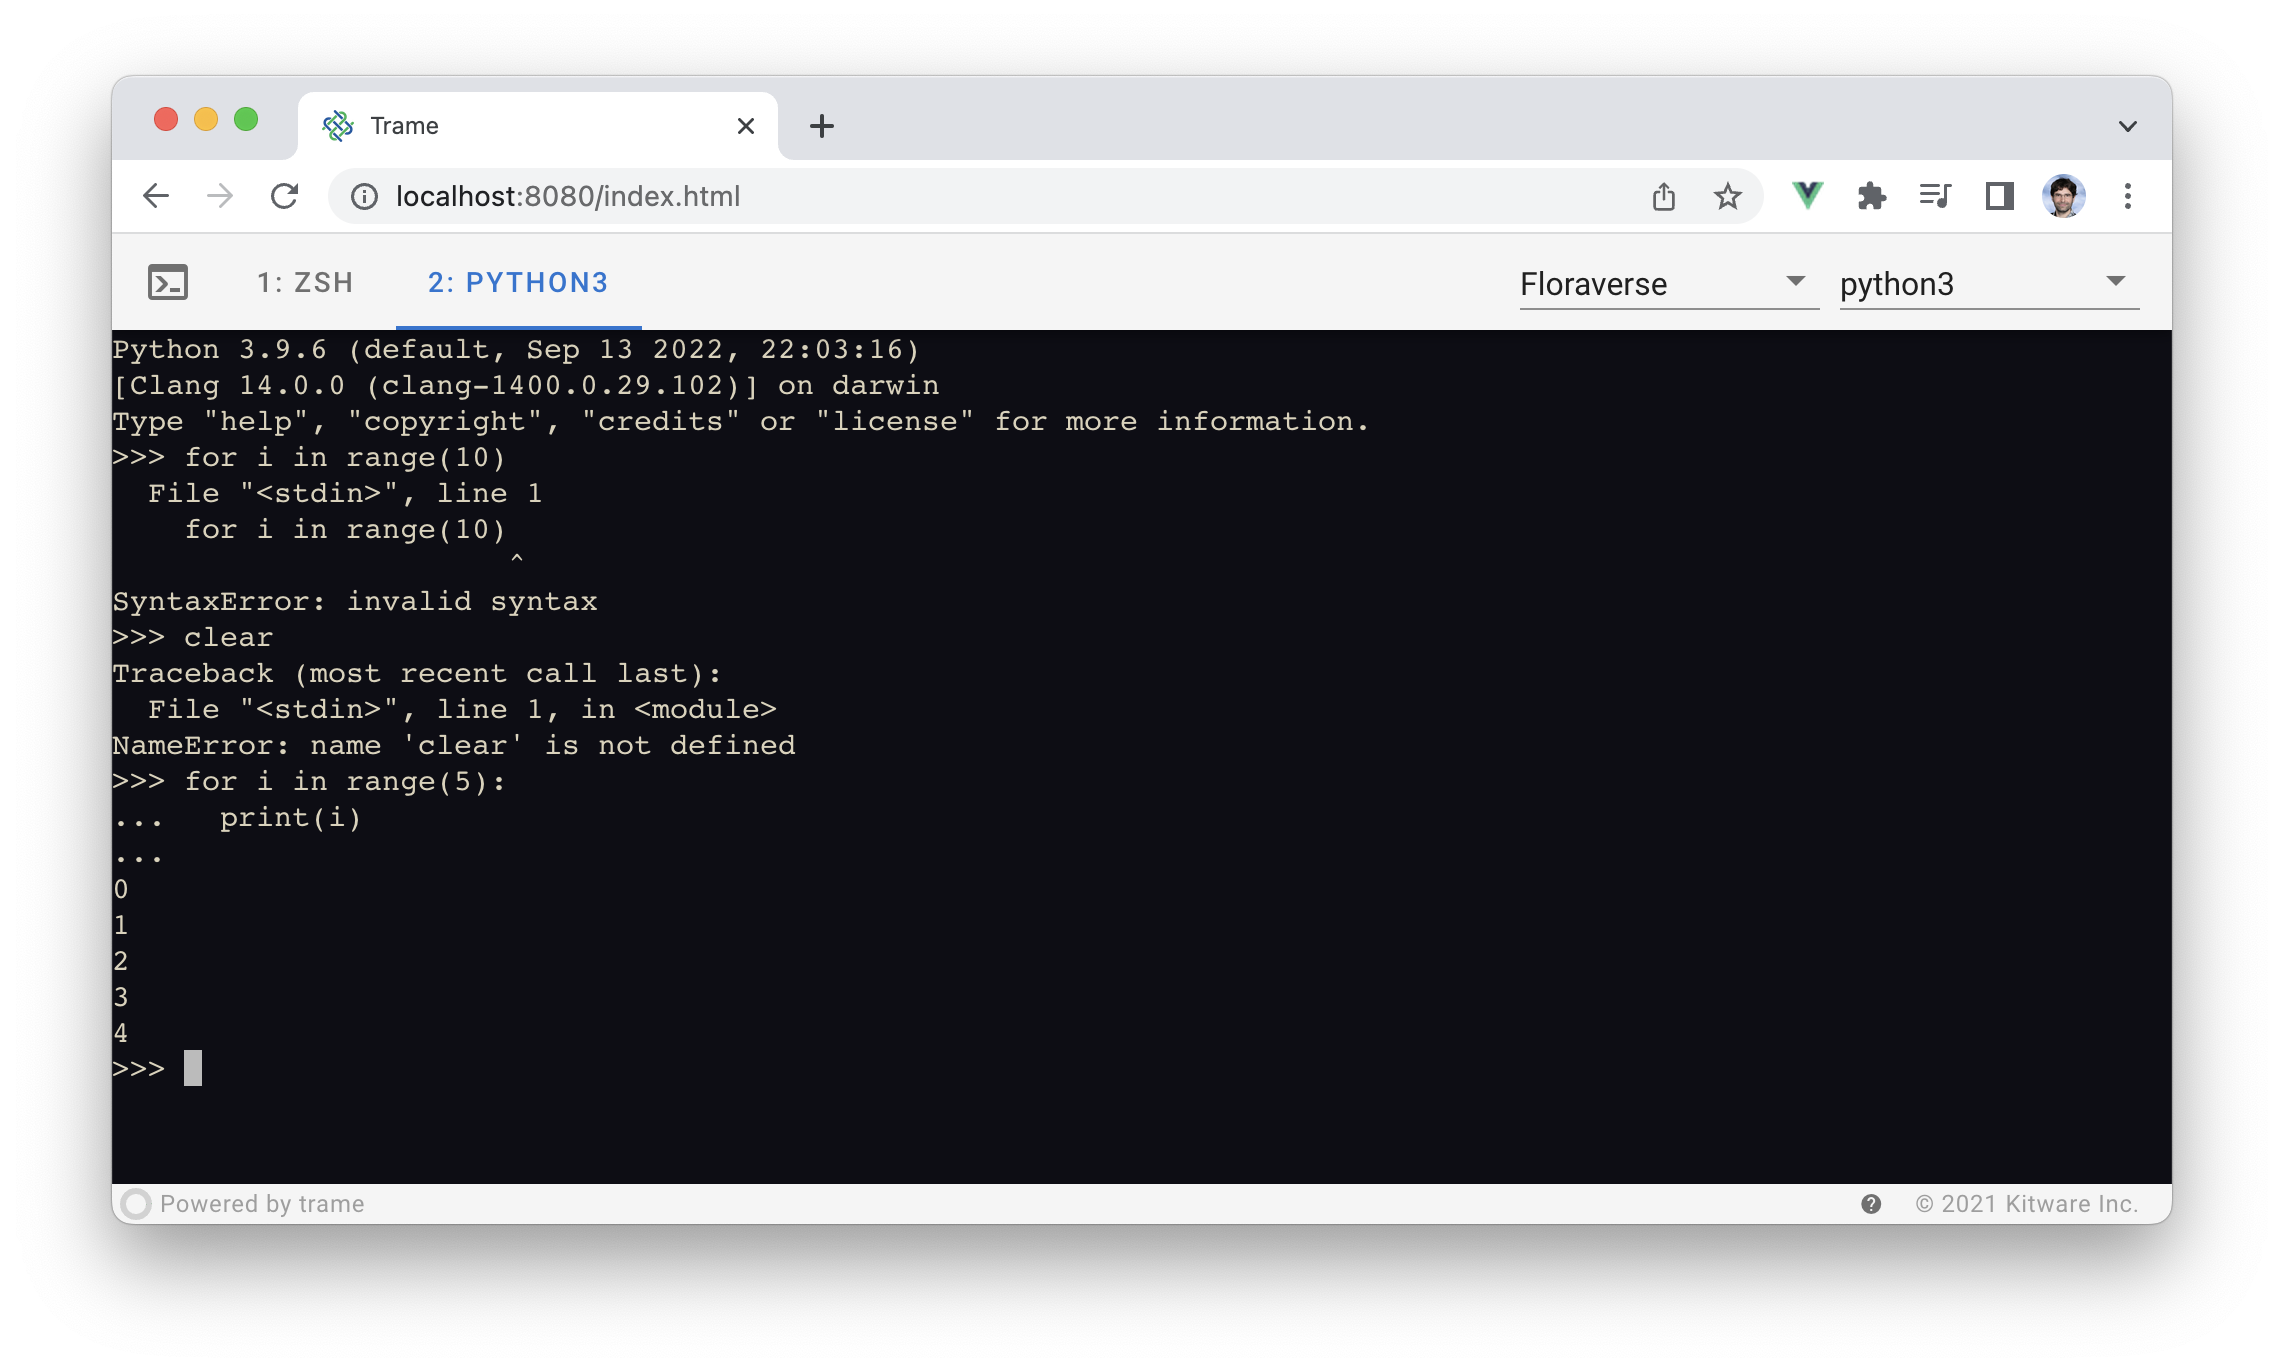 Trame
localhost:8080/index.html
1: ZSH 2: PYTHON3 Floraverse python3
Python 3.9.6 (default, Sep 13 2022, 22:03:16)
[Clang 14.0.0 (clang-1400.0.29.102)] on darwin
Type "help", "copyright", "credits" or "license" for more information.
>>> for i in range(10)
  File "<stdin>", line 1
    for i in range(10)
                      ^
SyntaxError: invalid syntax
>>> clear
Traceback (most recent call last):
  File "<stdin>", line 1, in <module>
NameError: name 'clear' is not defined
>>> for i in range(5):
...   print(i)
...
0
1
2
3
4
>>>
Powered by trame © 2021 Kitware Inc.